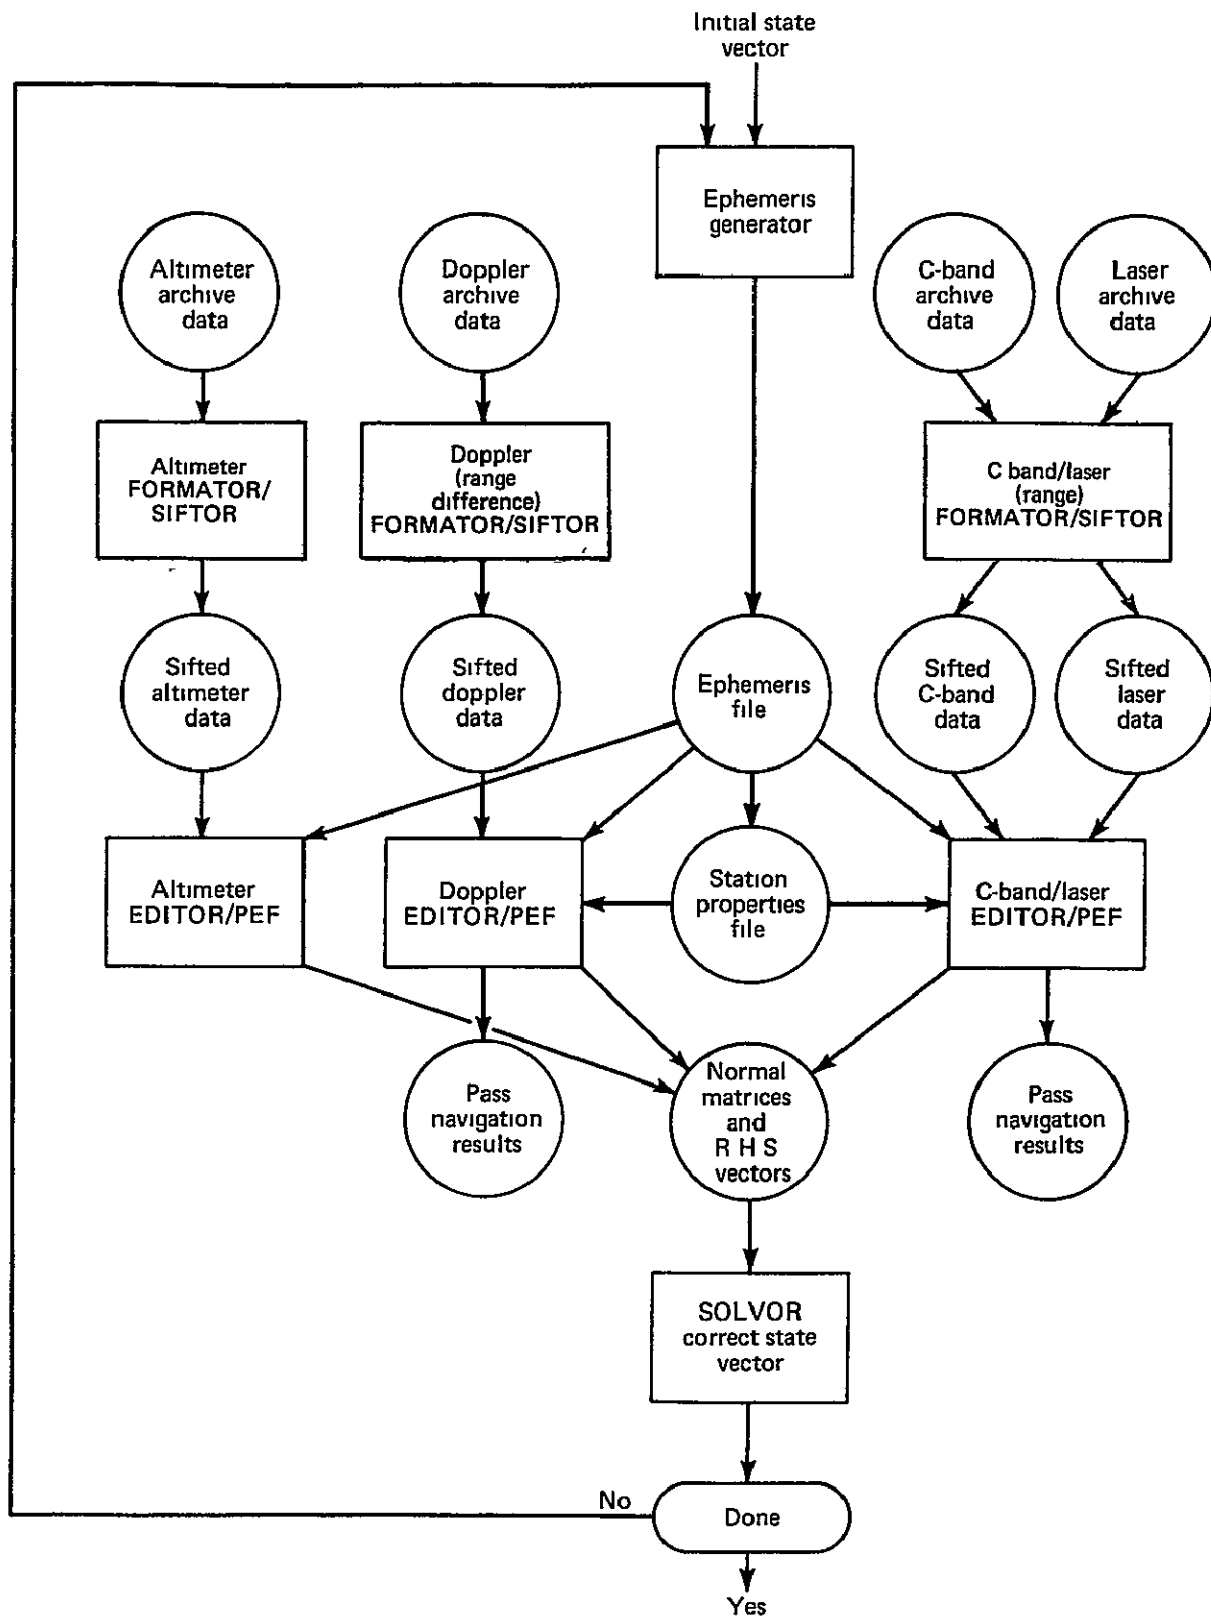 Initial state
vector
Ephemeris
generator
Altimeter
archive
data
Doppler
archive
data
C-band
archive
data
Laser
archive
data
Altimeter
FORMATOR/
SIFTOR
Doppler
(range
difference)
FORMATOR/SIFTOR
C band/laser
(range)
FORMATOR/SIFTOR
Sifted
altimeter
data
Sifted
doppler
data
Ephemeris
file
Sifted
C-band
data
Sifted
laser
data
Altimeter
EDITOR/PEF
Doppler
EDITOR/PEF
Station
properties
file
C-band/laser
EDITOR/PEF
Pass
navigation
results
Normal
matrices
and
R H S
vectors
Pass
navigation
results
SOLVOR
correct state
vector
No
Done
Yes